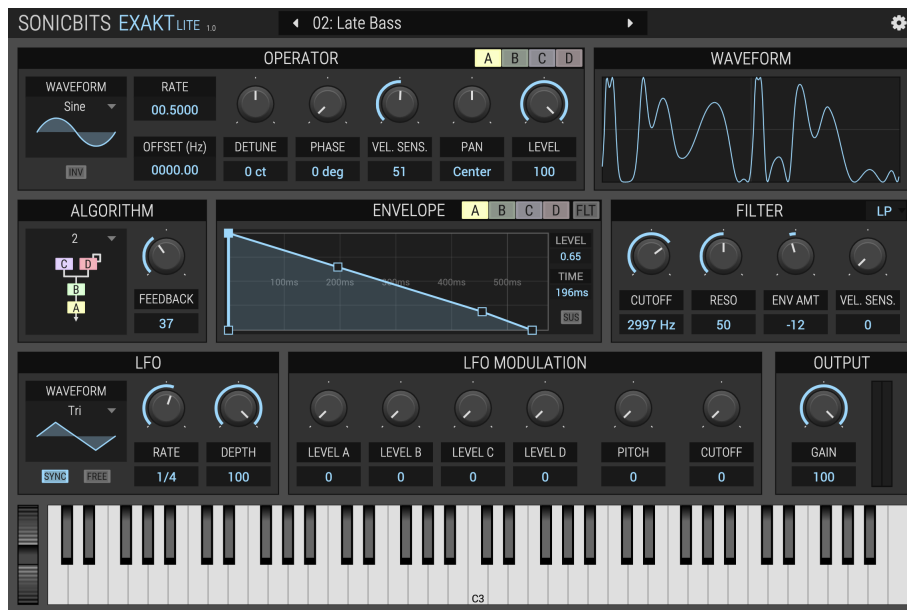 SONICBITS EXAKT LITE 1.0
02: Late Bass
OPERATOR
A B C D
WAVEFORM
Sine
INV
RATE
00.5000
OFFSET (Hz)
0000.00
DETUNE
0 ct
PHASE
0 deg
VEL. SENS.
51
PAN
Center
LEVEL
100
WAVEFORM
ALGORITHM
2
C D
B
A
FEEDBACK
37
ENVELOPE
A B C D FLT
100ms 200ms 300ms 400ms 500ms
LEVEL
0.65
TIME
196ms
SUS
FILTER
LP
CUTOFF
2997 Hz
RESO
50
ENV AMT
-12
VEL. SENS.
0
LFO
WAVEFORM
Tri
SYNC FREE
RATE
1/4
DEPTH
100
LFO MODULATION
LEVEL A
0
LEVEL B
0
LEVEL C
0
LEVEL D
0
PITCH
0
CUTOFF
0
OUTPUT
GAIN
100
C3